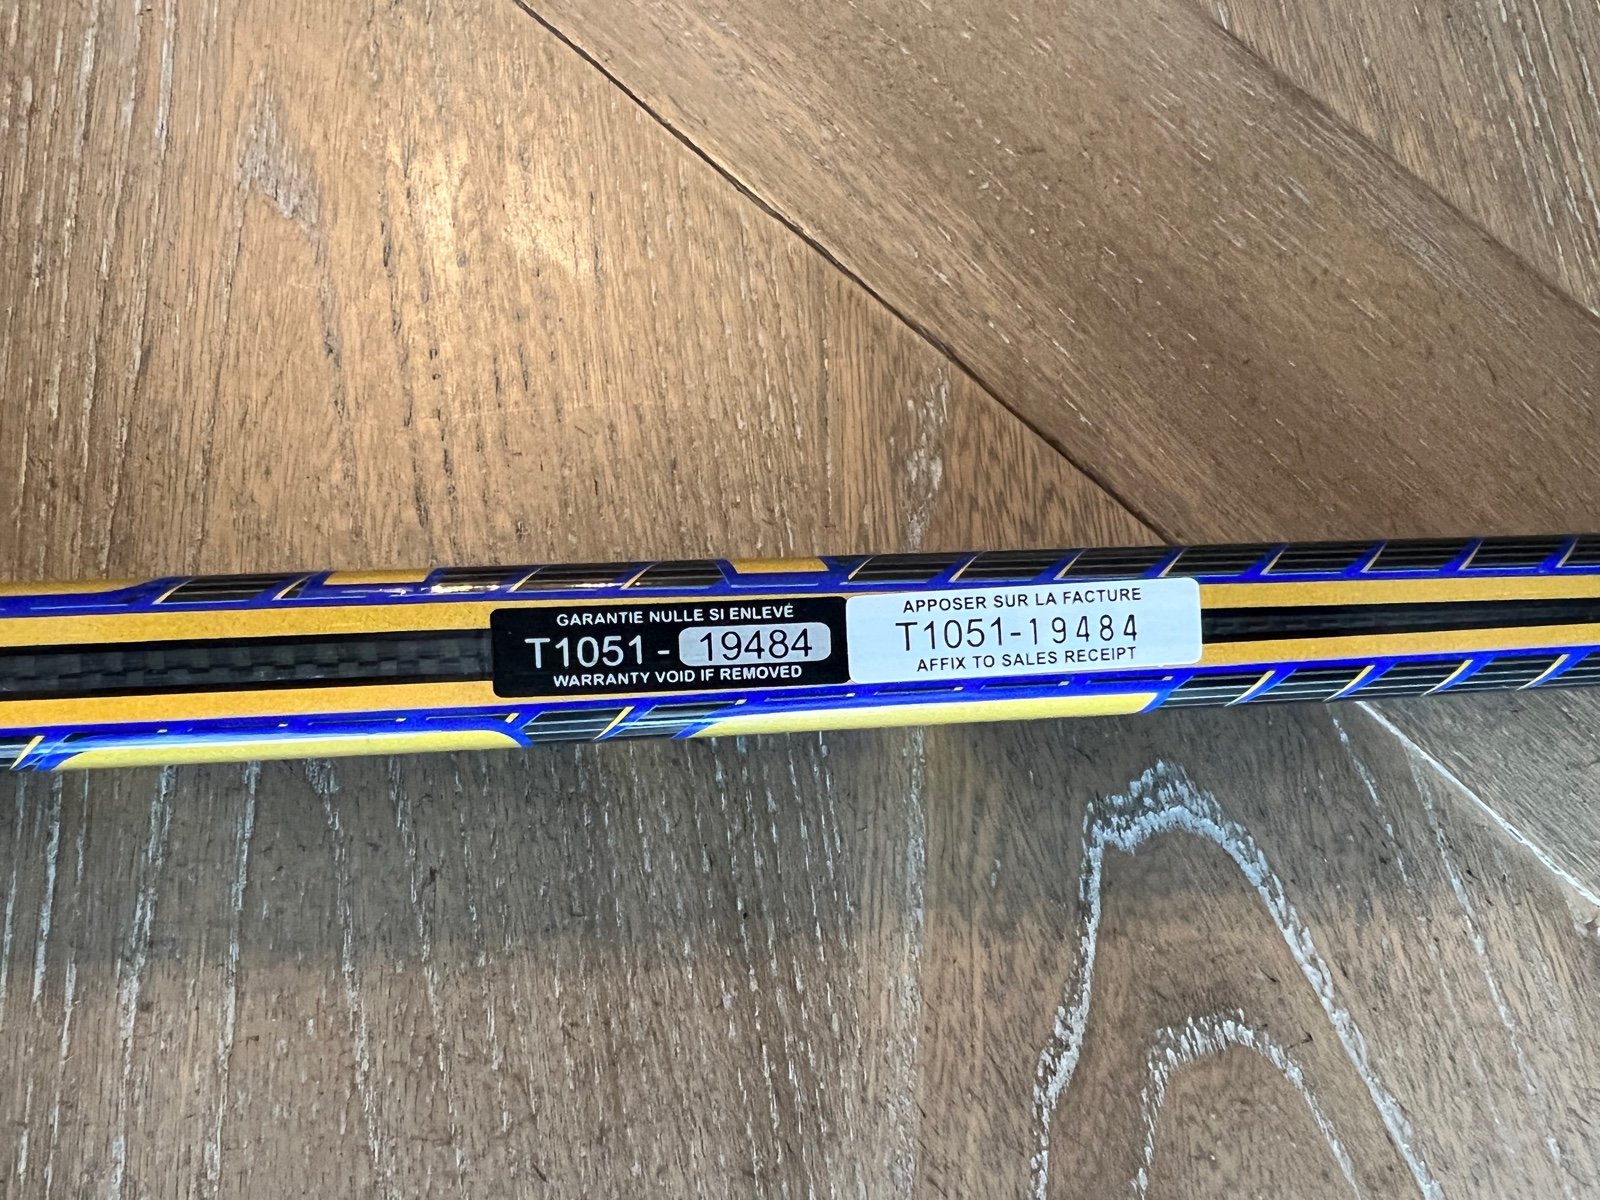 GARANTIE NULLE SI ENLEVÉ
T1051 - 19484
WARRANTY VOID IF REMOVED
APPOSER SUR LA FACTURE
T1051-19484
AFFIX TO SALES RECEIPT